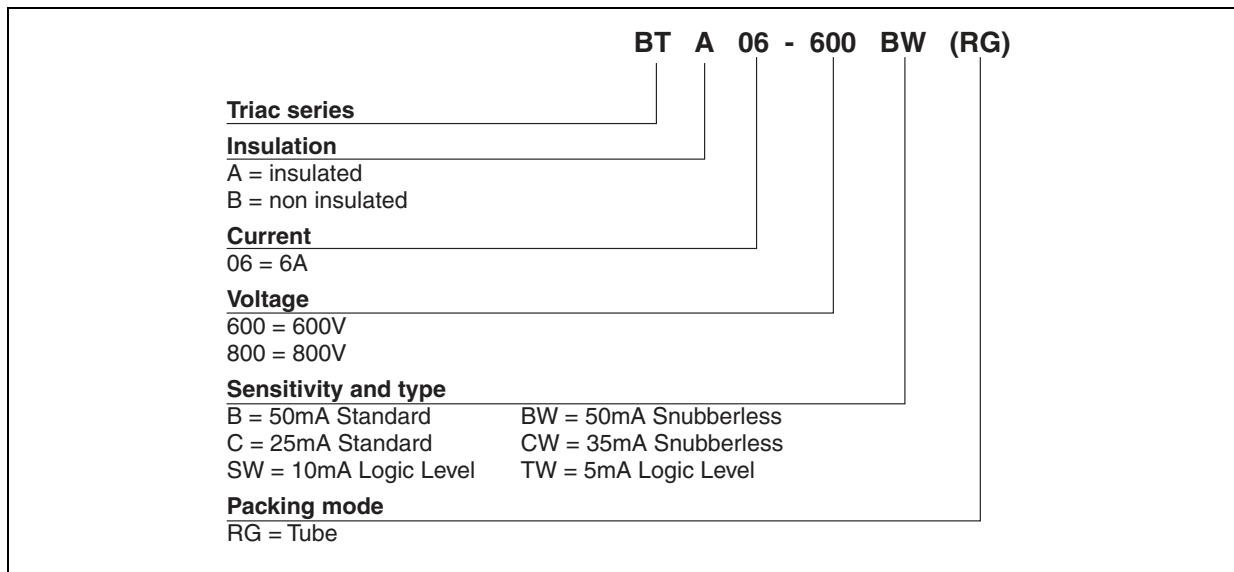 BT A 06 - 600 BW (RG)
Triac series
Insulation
A = insulated
B = non insulated
Current
06 = 6A
Voltage
600 = 600V
800 = 800V
Sensitivity and type
B = 50mA Standard BW = 50mA Snubberless
C = 25mA Standard CW = 35mA Snubberless
SW = 10mA Logic Level TW = 5mA Logic Level
Packing mode
RG = Tube